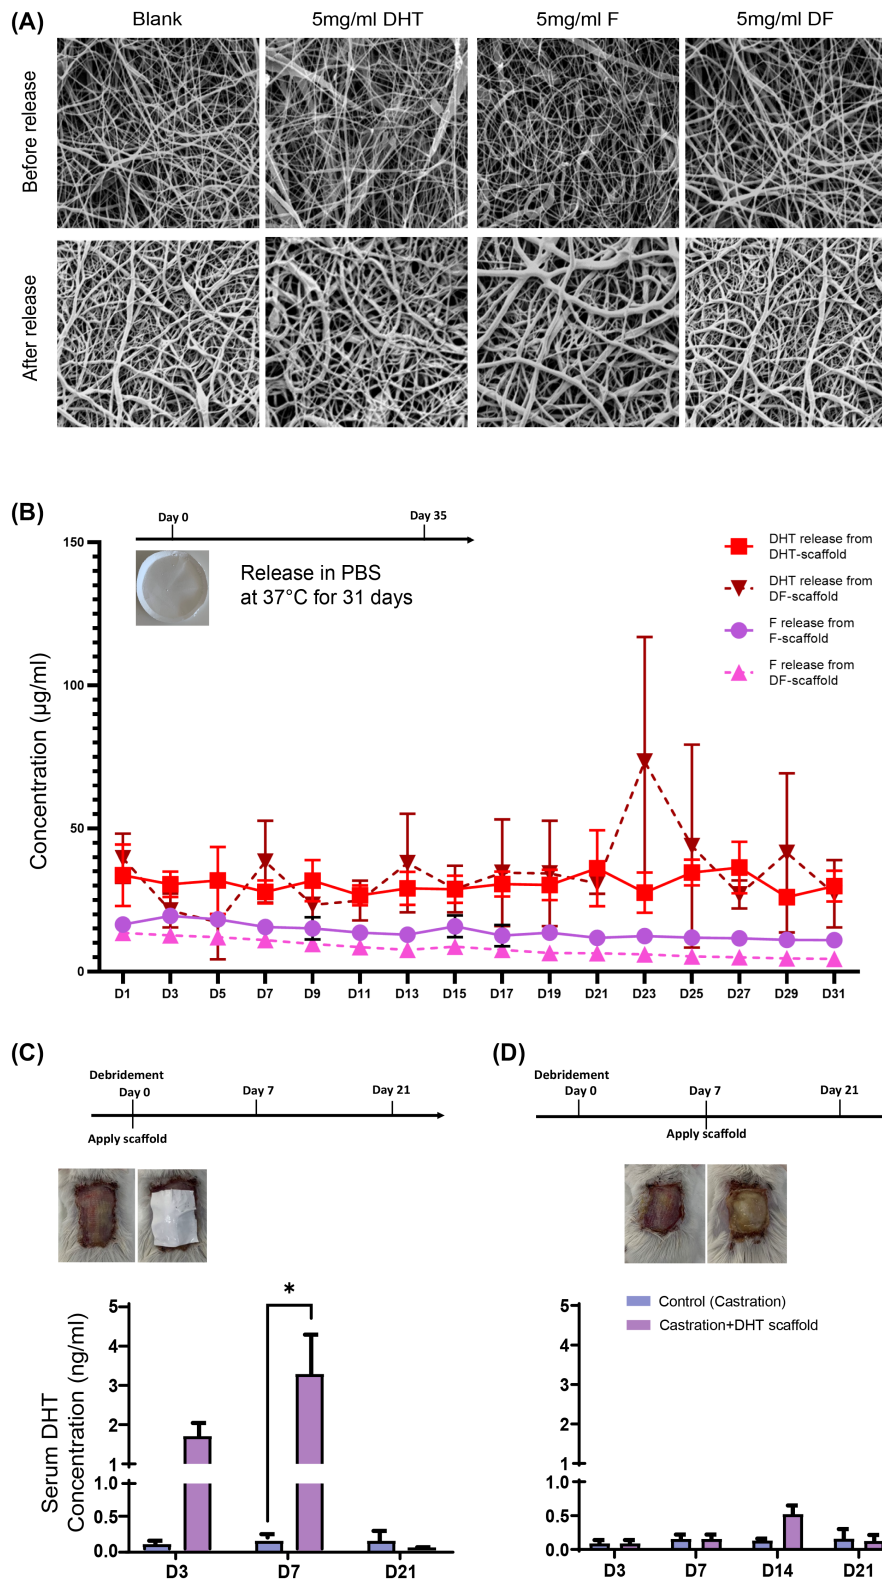 (A)
Blank
5mg/ml DHT
5mg/ml F
5mg/ml DF
Before release
After release
(B)
Day 0
Day 35
Release in PBS
at 37°C for 31 days
DHT release from
DHT-scaffold
DHT release from
DF-scaffold
F release from
F-scaffold
F release from
DF-scaffold
Concentration (μg/ml)
150
100
50
0
D1 D3 D5 D7 D9 D11 D13 D15 D17 D19 D21 D23 D25 D27 D29 D31
(C)
Debridement
Day 0
Day 7
Day 21
Apply scaffold
*
Serum DHT
Concentration (ng/ml)
5
4
3
2
1
1.0
0.5
0.0
D3 D7 D21
(D)
Debridement
Day 0
Day 7
Day 21
Apply scaffold
Control (Castration)
Castration+DHT scaffold
5
4
3
2
1
1.0
0.5
0.0
D3 D7 D14 D21